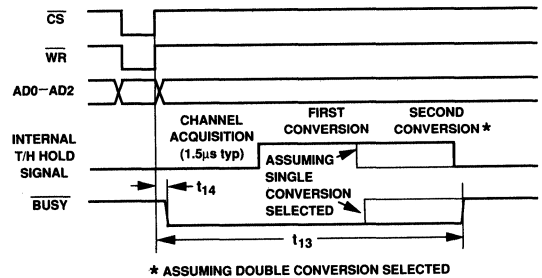 CS
WR
AD0–AD2
CHANNEL
ACQUISITION
(1.5µs typ)
FIRST
CONVERSION
SECOND
CONVERSION*
INTERNAL
T/H HOLD
SIGNAL
ASSUMING
SINGLE
CONVERSION
SELECTED
t14
BUSY
t13
* ASSUMING DOUBLE CONVERSION SELECTED